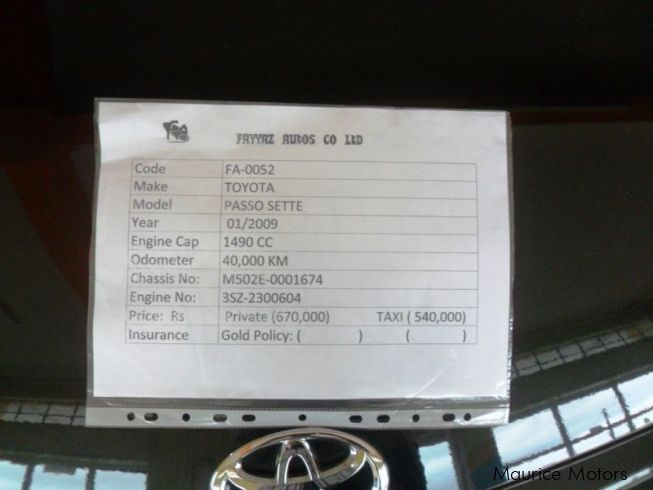 FAYYAZ AUtOS CO LtD
Code FA-0052
Make TOYOTA
Model PASSO SETTE
Year 01/2009
Engine Cap 1490 CC
Odometer 40,000 KM
Chassis No: M502E-0001674
Engine No: 3SZ-2300604
Price: Rs Private (670,000) TAXI ( 540,000)
Insurance Gold Policy: ( ) ( )
Maurice Motors